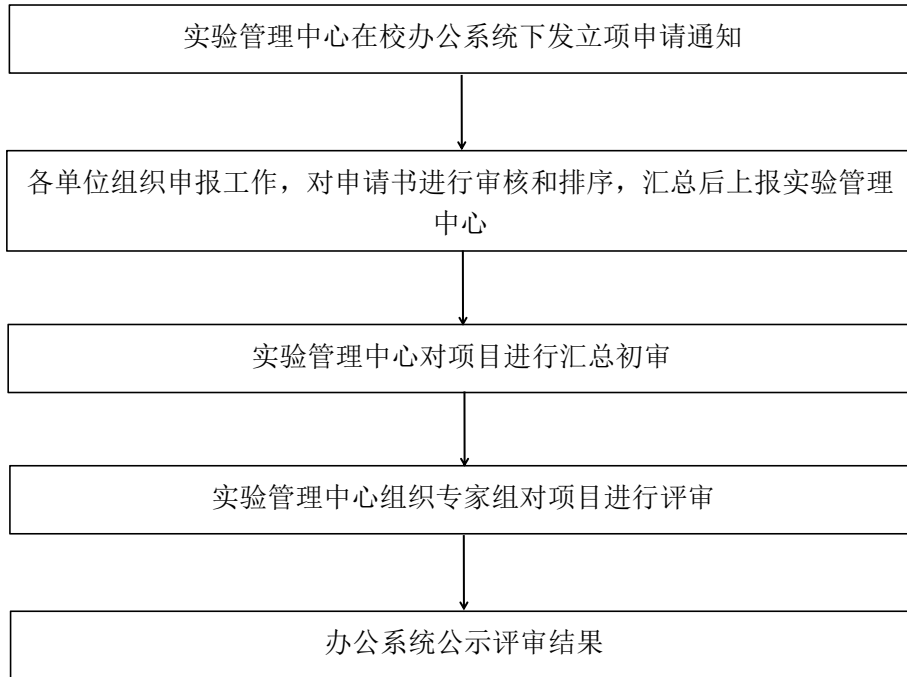 实验管理中心在校办公系统下发立项申请通知
各单位组织申报工作，对申请书进行审核和排序，汇总后上报实验管理
中心
实验管理中心对项目进行汇总初审
实验管理中心组织专家组对项目进行评审
办公系统公示评审结果